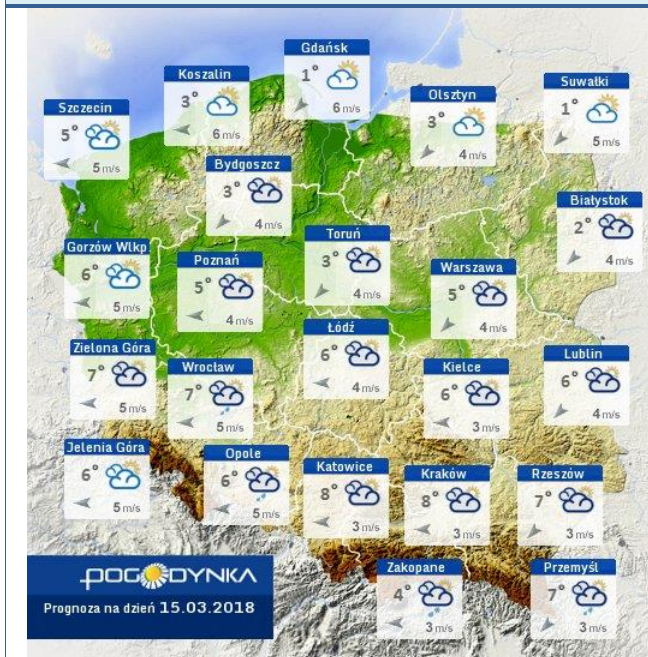 Gdańsk
1°
6 m/s
Koszalin
3°
6 m/s
Suwałki
1°
5 m/s
Olsztyn
3°
4 m/s
Szczecin
5°
5 m/s
Bydgoszcz
3°
4 m/s
Białystok
2°
4 m/s
Toruń
3°
4 m/s
Gorzów Wlkp
6°
5 m/s
Poznań
5°
4 m/s
Warszawa
5°
4 m/s
Łódź
6°
4 m/s
Zielona Góra
7°
5 m/s
Wrocław
7°
5 m/s
Kielce
6°
3 m/s
Lublin
6°
4 m/s
Jelenia Góra
6°
5 m/s
Opole
6°
5 m/s
Katowice
8°
3 m/s
Kraków
8°
3 m/s
Rzeszów
7°
3 m/s
Zakopane
4°
3 m/s
Przemyśl
7°
3 m/s
POGODYNKA
Prognoza na dzień 15.03.2018